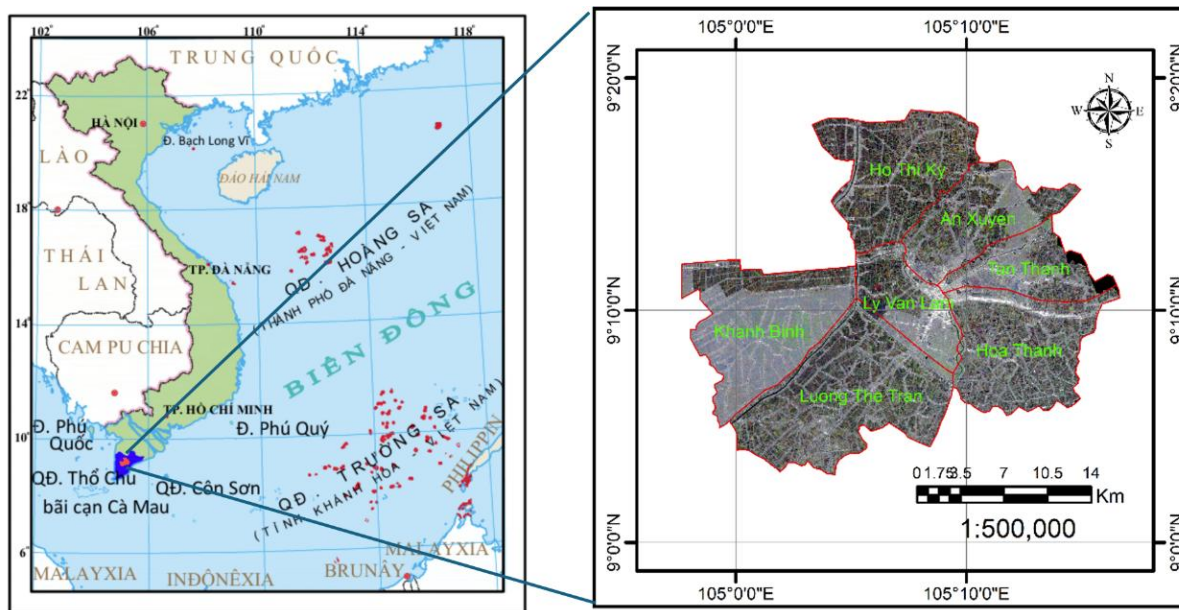 102
106
110
114
118
TRUNG QUỐC
22
HÀ NỘI
Đ. Bạch Long Vĩ
LÀO
ĐẢO HẢI NAM
18
QĐ. HOÀNG SA
(THÀNH PHỐ ĐÀ NẴNG - VIỆT NAM)
THÁI
LAN
TP. ĐÀ NẴNG
14
BIỂN ĐÔNG
CAM PU CHIA
TP. HỒ CHÍ MINH
Đ. Phú Quý
10
Đ. Phú
Quốc
QĐ. TRƯỜNG SA
(TỈNH KHÁNH HÒA - VIỆT NAM)
PHILIPPIN
QĐ. Thổ Chu
QĐ. Côn Sơn
bãi cạn Cà Mau
6
MALAYXIA
MALAYXIA
INĐÔNÊXIA
BRUNÂY
105°0'0"E
105°10'0"E
9°20'0"N
9°20'0"N
N
W
E
S
Ho Thi Ky
An Xuyen
Tan Thanh
9°10'0"N
9°10'0"N
Ly Van Lam
Khanh Binh
Hoa Thanh
Luong The Tran
0 1.75 3.5 7 10.5 14
Km
1:500,000
9°0'0"N
9°0'0"N
105°0'0"E
105°10'0"E